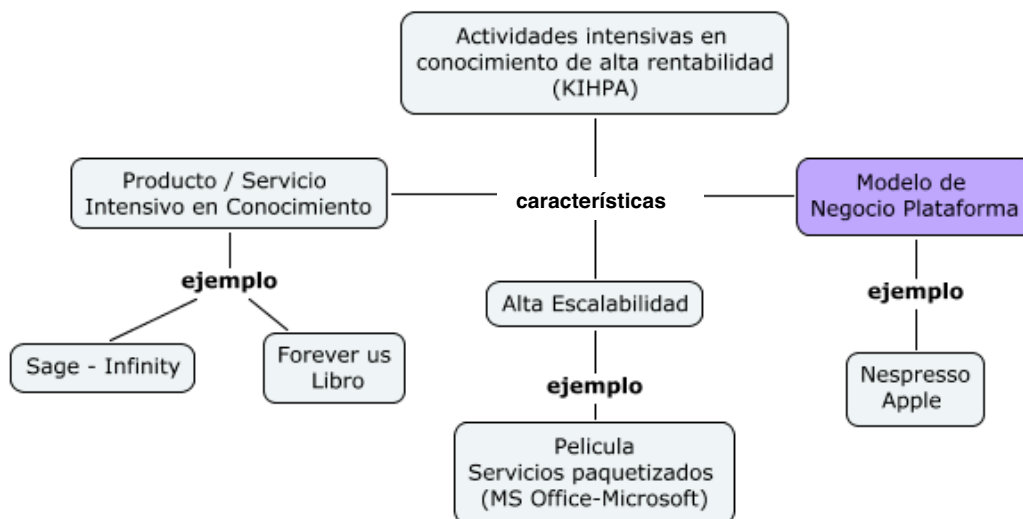 Actividades intensivas en
conocimiento de alta rentabilidad
(KIHPA)
Producto / Servicio
Intensivo en Conocimiento
características
Modelo de
Negocio Plataforma
ejemplo
Sage - Infinity
Forever us
Libro
Alta Escalabilidad
ejemplo
Pelicula
Servicios paquetizados
(MS Office-Microsoft)
ejemplo
Nespresso
Apple